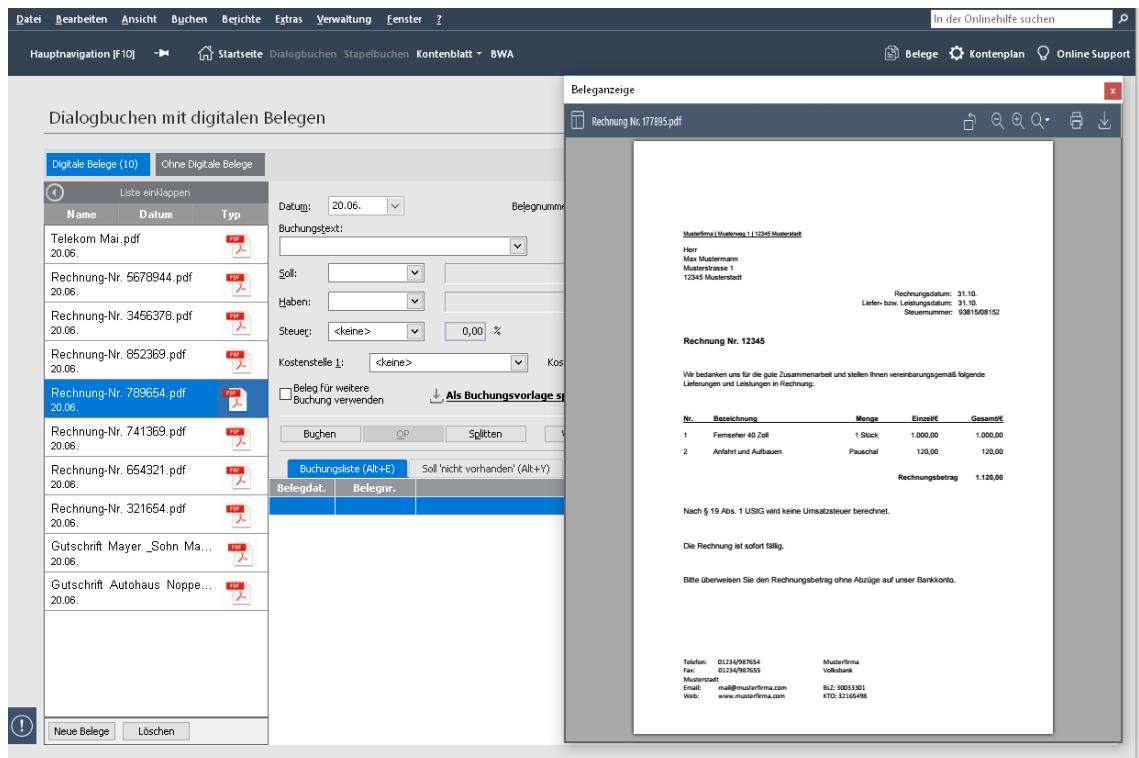 Datei Bearbeiten Ansicht Buchen Berichte Extras Verwaltung Fenster ?
In der Onlinehilfe suchen
Hauptnavigation [F10] Startseite Dialogbuchen Stapelbuchen Kontenblatt BWA
Belege Kontenplan Online Support
Dialogbuchen mit digitalen Belegen
Digitale Belege (10) Ohne Digitale Belege
Liste einklappen
Name Datum Typ
Telekom Mai.pdf
20.06.
Rechnung-Nr. 5678944.pdf
20.06.
Rechnung-Nr. 3456378.pdf
20.06.
Rechnung-Nr. 852369.pdf
20.06.
Rechnung-Nr. 789654.pdf
20.06.
Rechnung-Nr. 741369.pdf
20.06.
Rechnung-Nr. 654321.pdf
20.06.
Rechnung-Nr. 321654.pdf
20.06.
Gutschrift Mayer _Sohn Ma...
20.06.
Gutschrift Autohaus Noppe...
20.06.
Neue Belege Löschen
Datum: 20.06. Belegnumme
Buchungstext:
Soll:
Haben:
Steuer: <keine> 0,00 %
Kostenstelle 1: <keine> Kos
Beleg für weitere
Buchung verwenden
Als Buchungsvorlage sp
Buchen OP Splitten
Buchungsliste (Alt+E) Soll 'nicht vorhanden' (Alt+Y)
Belegdat. Belegnr.
Beleganzeige x
Rechnung Nr. 177895.pdf
Musterfirma | Musterweg 1 | 12345 Musterstadt
Herr
Max Mustermann
Musterstrasse 1
12345 Musterstadt
Rechnungsdatum: 31.10.
Liefer- bzw. Leistungsdatum: 31.10.
Steuernummer: 93815/08152
Rechnung Nr. 12345
Wir bedanken uns für die gute Zusammenarbeit und stellen Ihnen vereinbarungsgemäß folgende
Lieferungen und Leistungen in Rechnung:
Nr. Bezeichnung Menge Einzel/€ Gesamt/€
1 Fernseher 40 Zoll 1 Stück 1.000,00 1.000,00
2 Anfahrt und Aufbauen Pauschal 120,00 120,00
Rechnungsbetrag 1.120,00
Nach § 19 Abs. 1 UStG wird keine Umsatzsteuer berechnet.
Die Rechnung ist sofort fällig.
Bitte überweisen Sie den Rechnungsbetrag ohne Abzüge auf unser Bankkonto.
Telefon: 01234/987654 Musterfirma
Fax: 01234/987655 Volksbank
Musterstadt
Email: mail@musterfirma.com BLZ: 30033301
Web: www.musterfirma.com KTO: 32165498